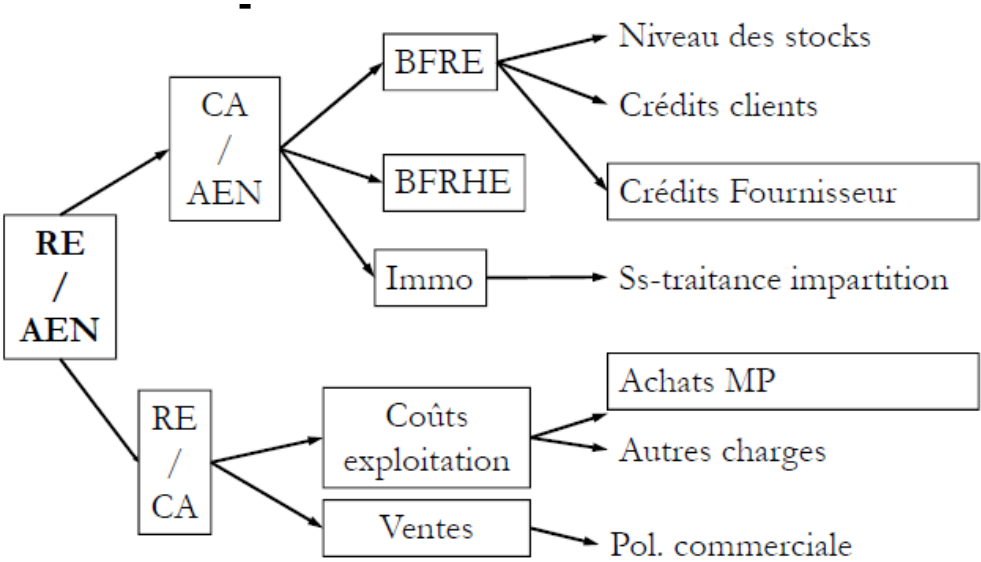 RE
/
AEN
CA
/
AEN
BFRE
BFRHE
Immo
Niveau des stocks
Crédits clients
Crédits Fournisseur
Ss-traitance impartition
RE
/
CA
Coûts
exploitation
Ventes
Achats MP
Autres charges
Pol. commerciale